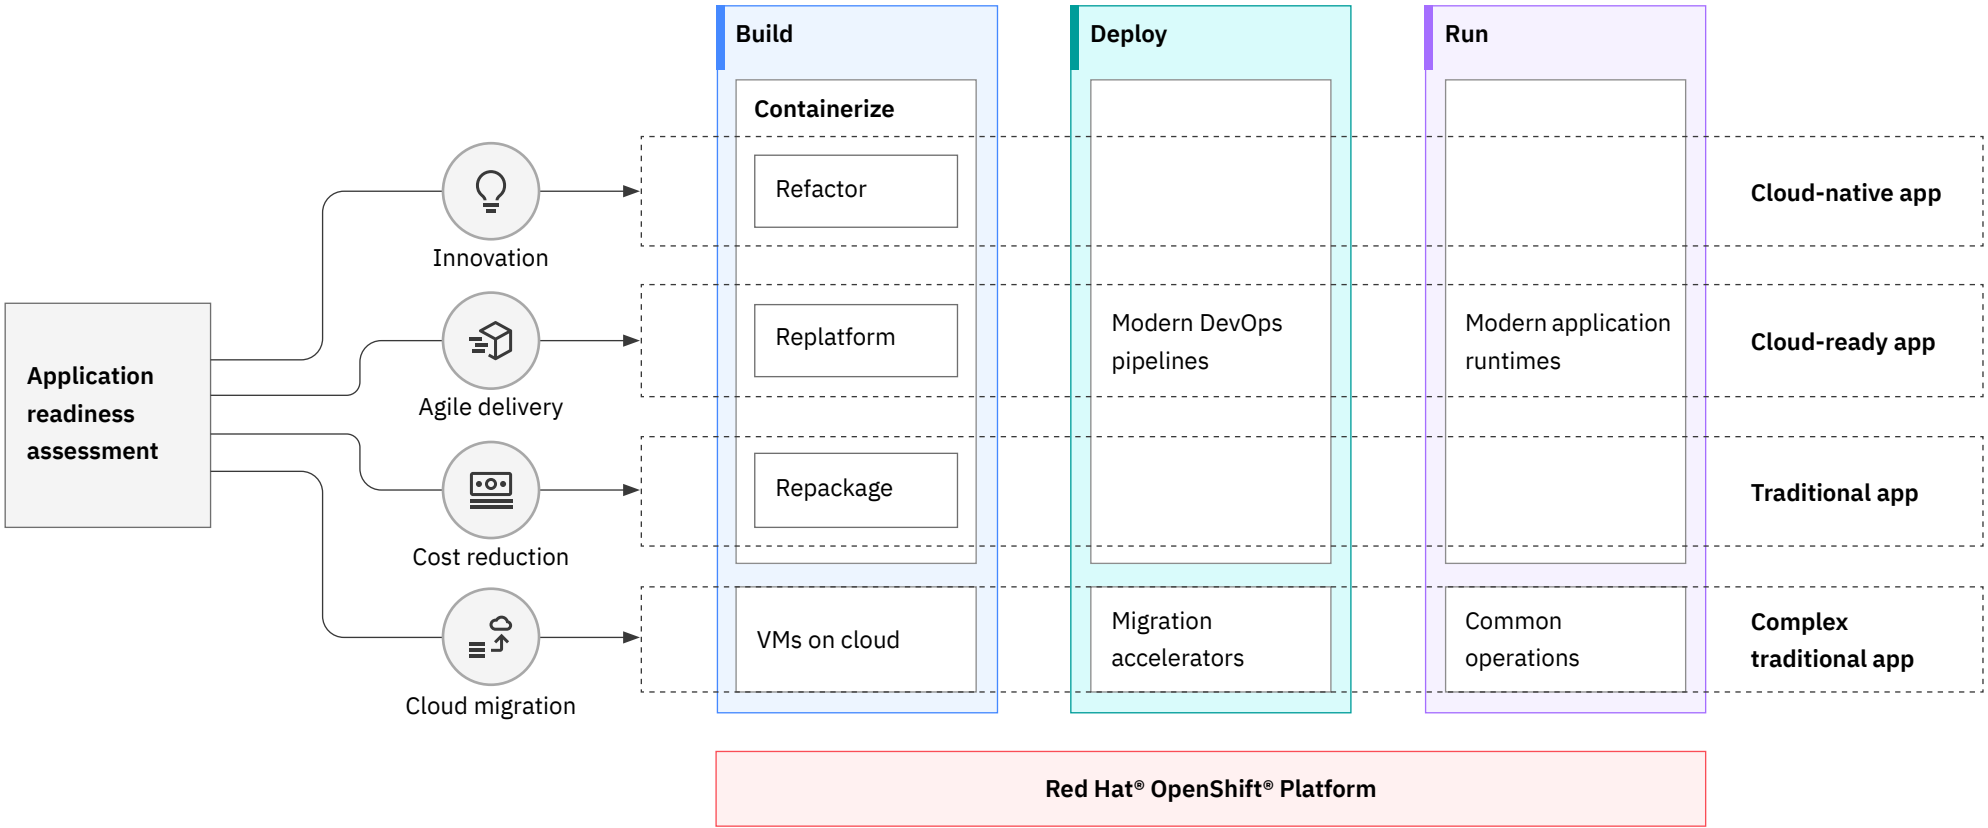 Build
Deploy
Run
Containerize
Refactor
Cloud-native app
Innovation
Replatform
Modern DevOps
pipelines
Modern application
runtimes
Cloud-ready app
Application
readiness
assessment
Agile delivery
Repackage
Traditional app
Cost reduction
VMs on cloud
Migration
accelerators
Common
operations
Complex
traditional app
Cloud migration
Red Hat® OpenShift® Platform